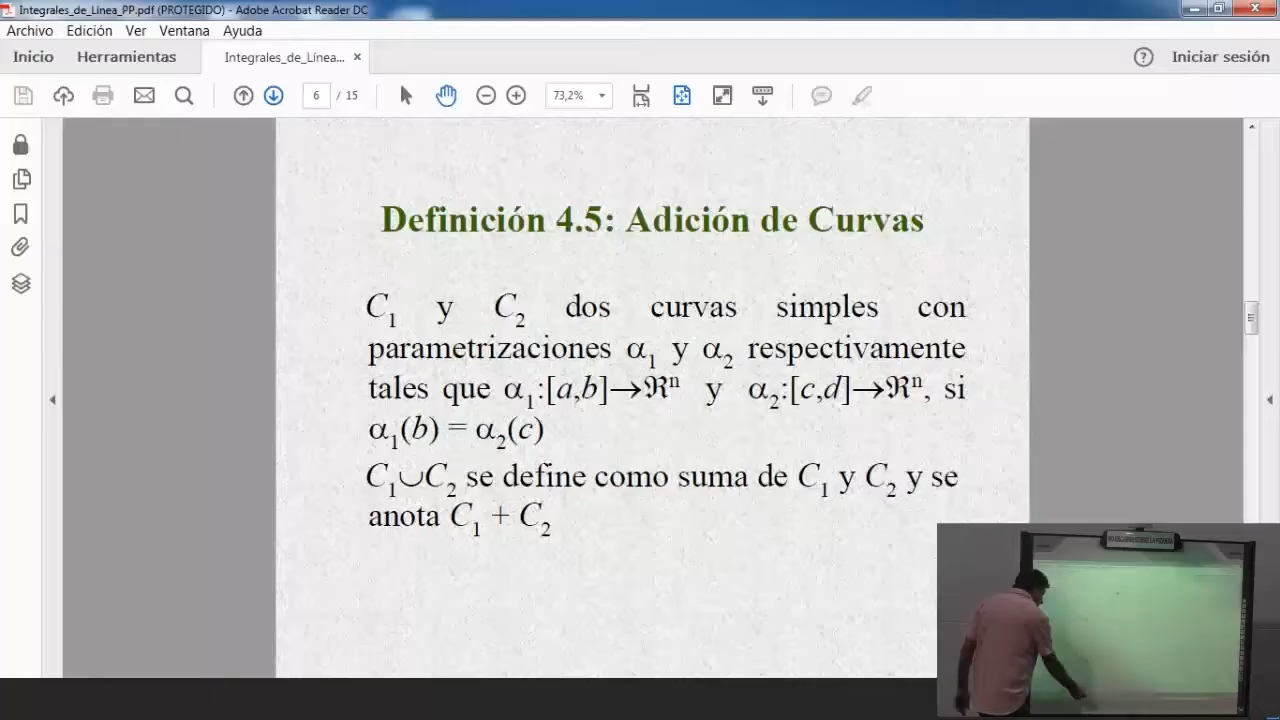 Integrales_de_Linea_PP.pdf (PROTEGIDO) - Adobe Acrobat Reader DC
Archivo Edición Ver Ventana Ayuda
Inicio Herramientas Integrales_de_Línea... × Iniciar sesión
6 / 15 73,2%
Definición 4.5: Adición de Curvas
C₁ y C₂ dos curvas simples con
parametrizaciones α₁ y α₂ respectivamente
tales que α₁:[a,b]→ℜⁿ y α₂:[c,d]→ℜⁿ, si
α₁(b) = α₂(c)
C₁∪C₂ se define como suma de C₁ y C₂ y se
anota C₁ + C₂